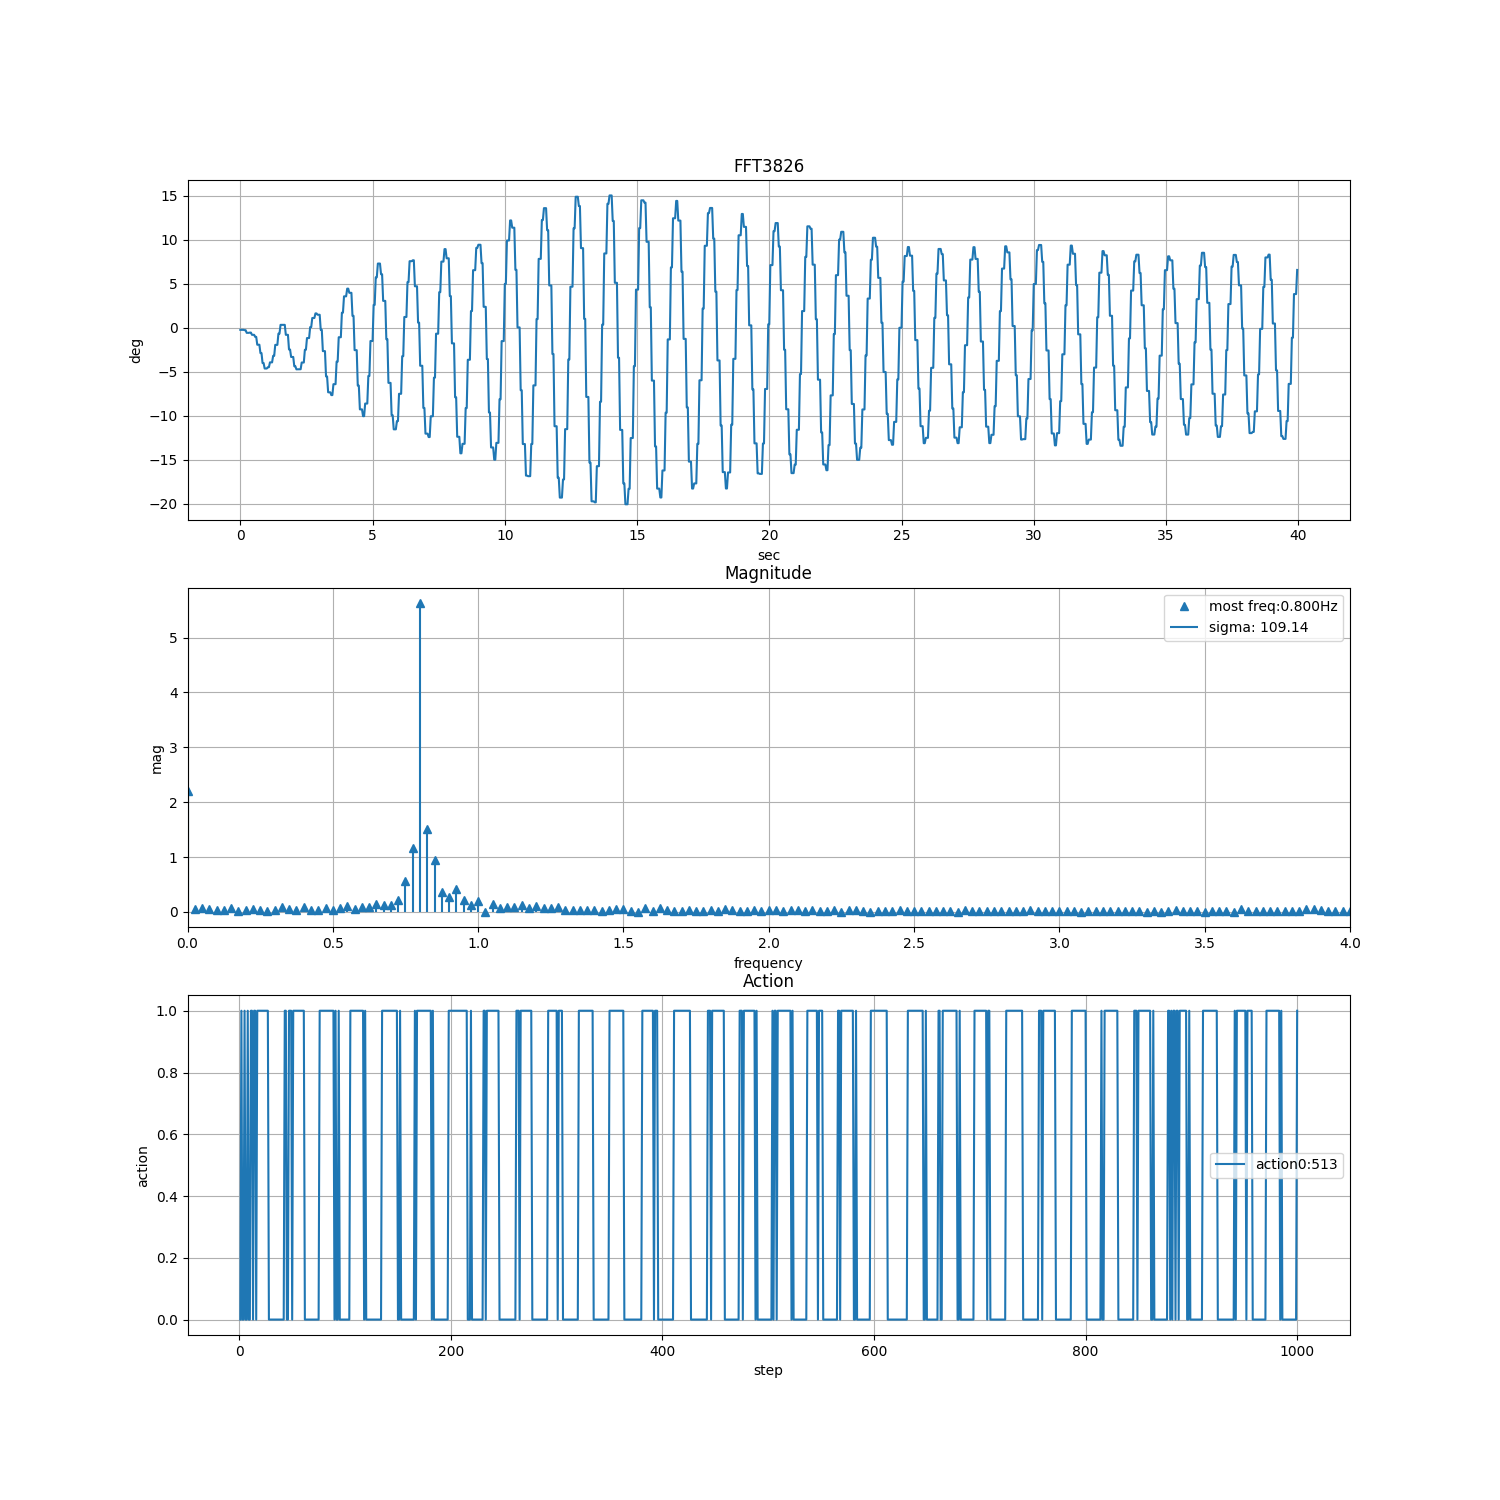 FFT3826
15
10
5
0
−5
−10
−15
−20
deg
0 5 10 15 20 25 30 35 40
sec
Magnitude
5
4
3
2
1
0
mag
most freq:0.800Hz
sigma: 109.14
0.0 0.5 1.0 1.5 2.0 2.5 3.0 3.5 4.0
frequency
Action
1.0
0.8
0.6
0.4
0.2
0.0
action
action0:513
0 200 400 600 800 1000
step